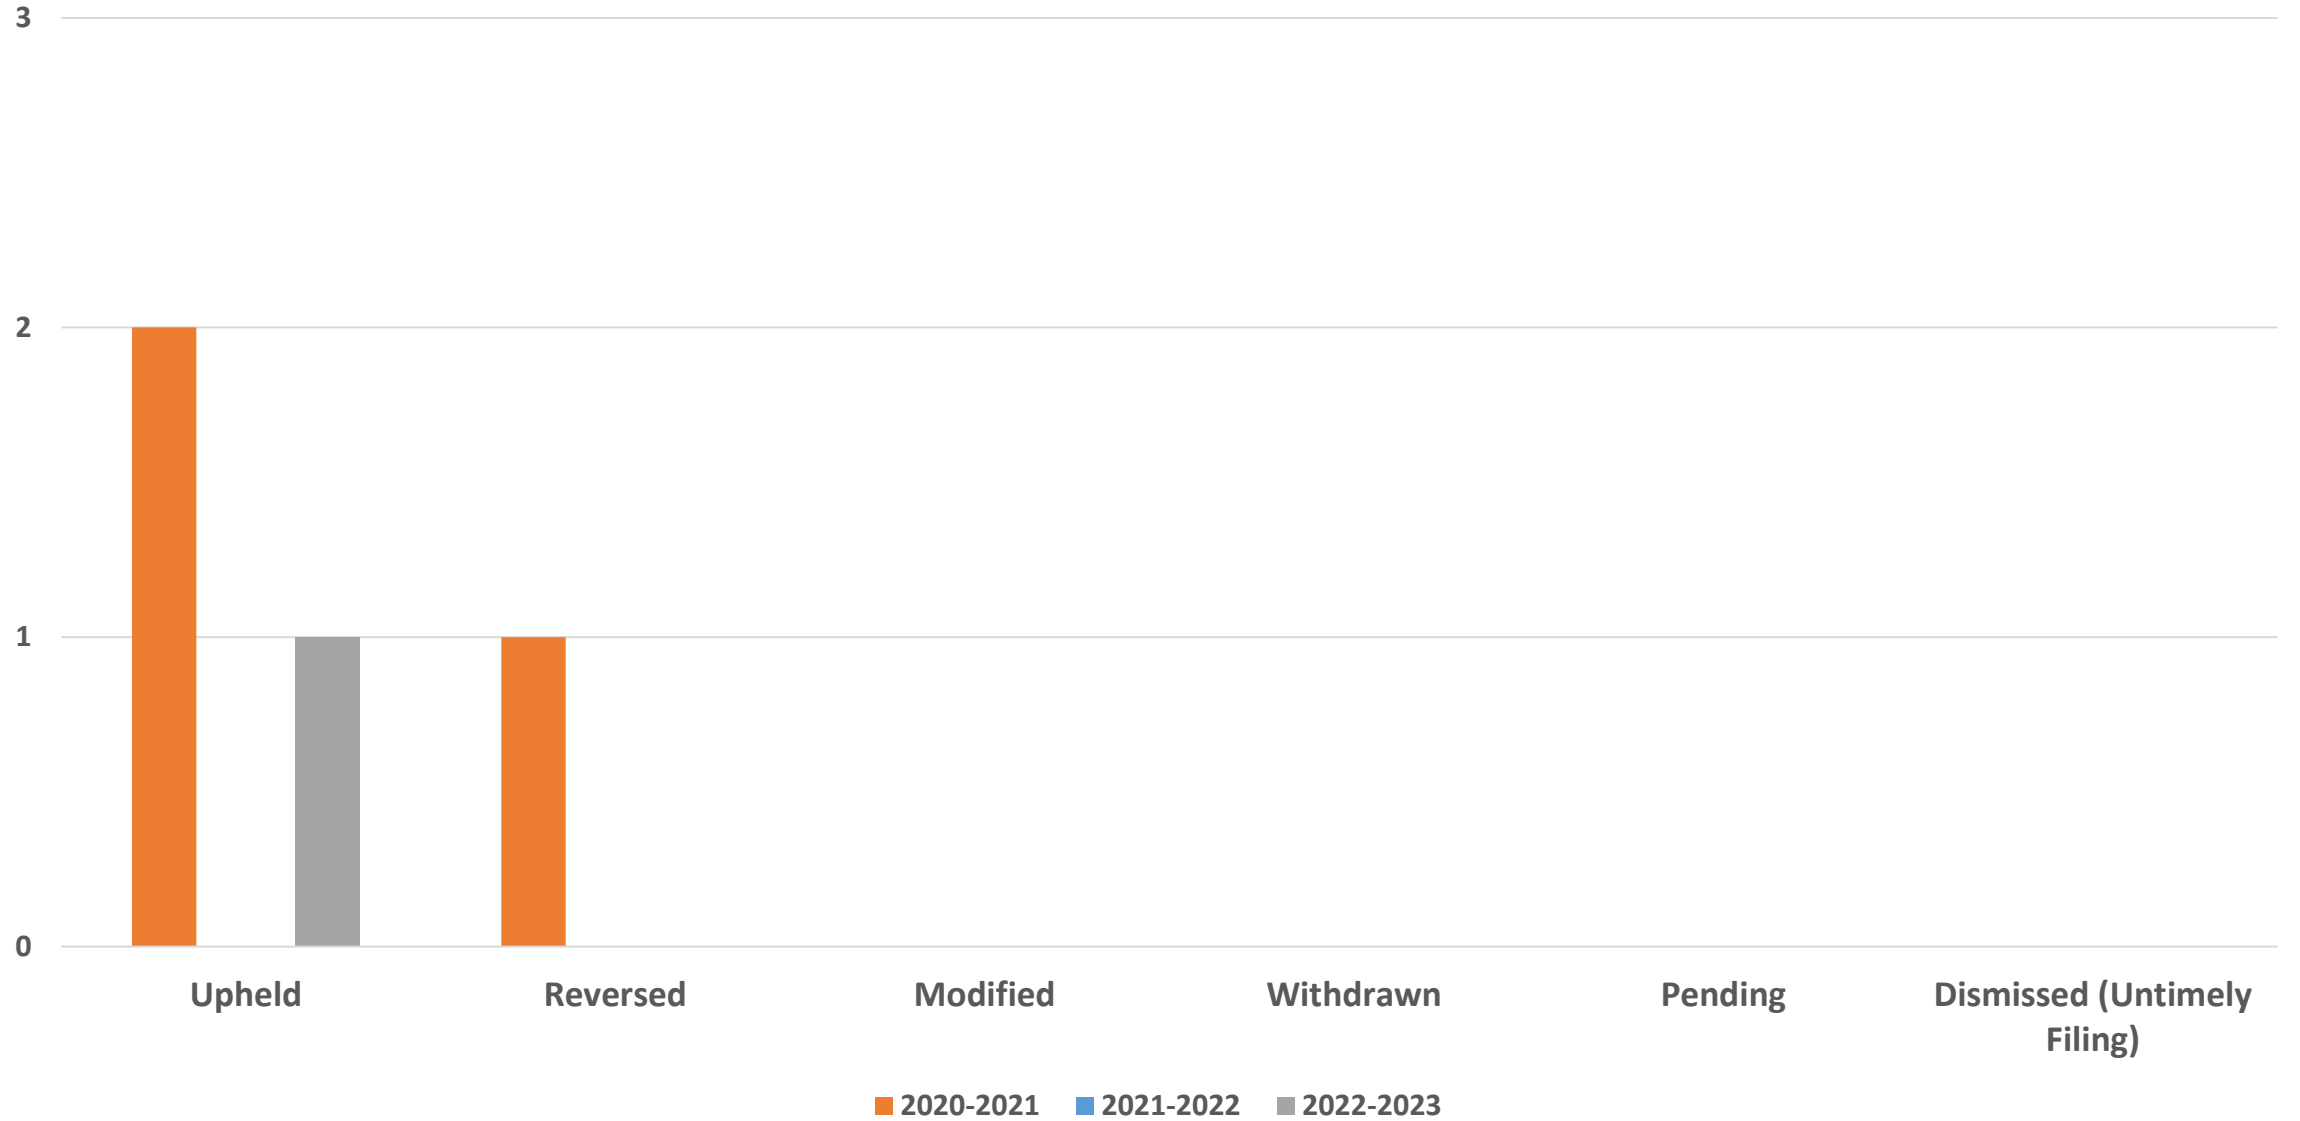 3
2
1
0
Upheld Reversed Modified Withdrawn Pending Dismissed (Untimely
Filing)
2020-2021 2021-2022 2022-2023